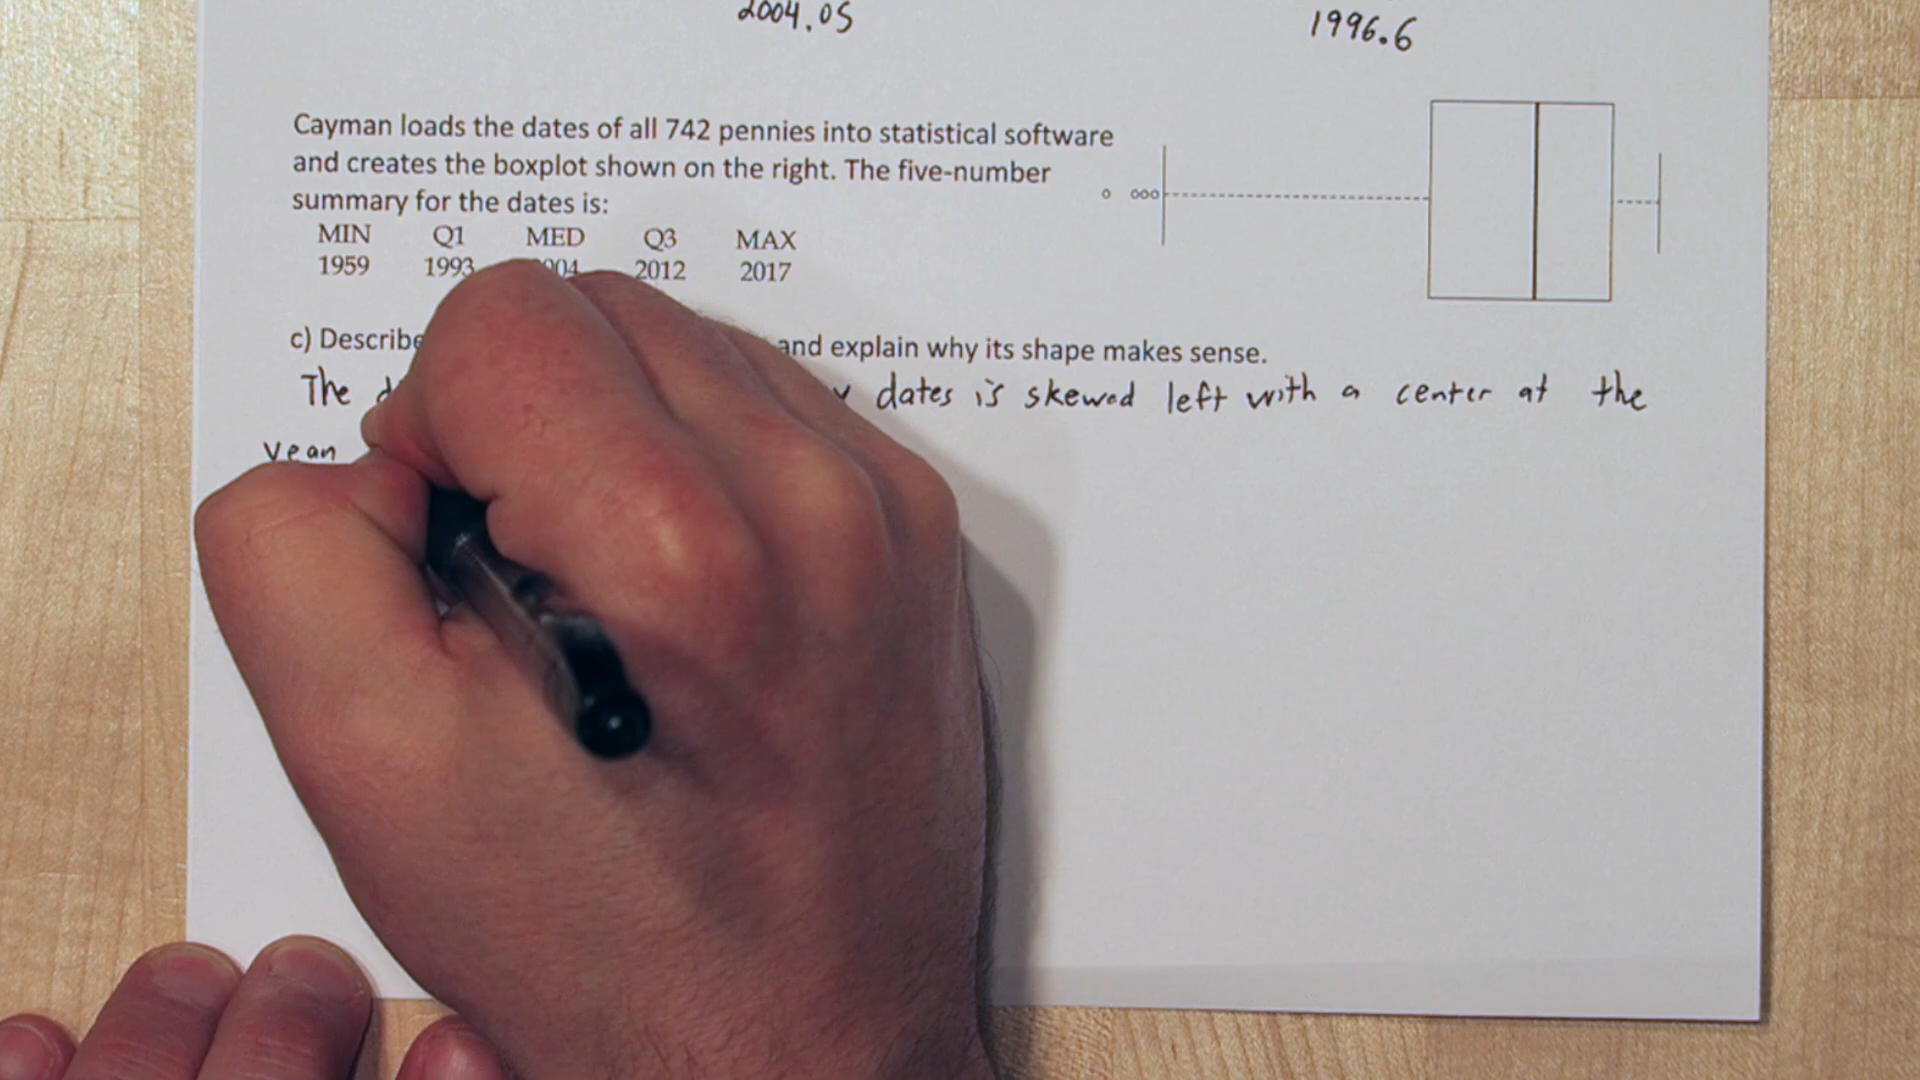 2004.05 1996.6
Cayman loads the dates of all 742 pennies into statistical software
and creates the boxplot shown on the right. The five-number
summary for the dates is:
MIN Q1 MED Q3 MAX
1959 1993 2004 2012 2017
c) Describe and explain why its shape makes sense.
The dates is skewed left with a center at the
year